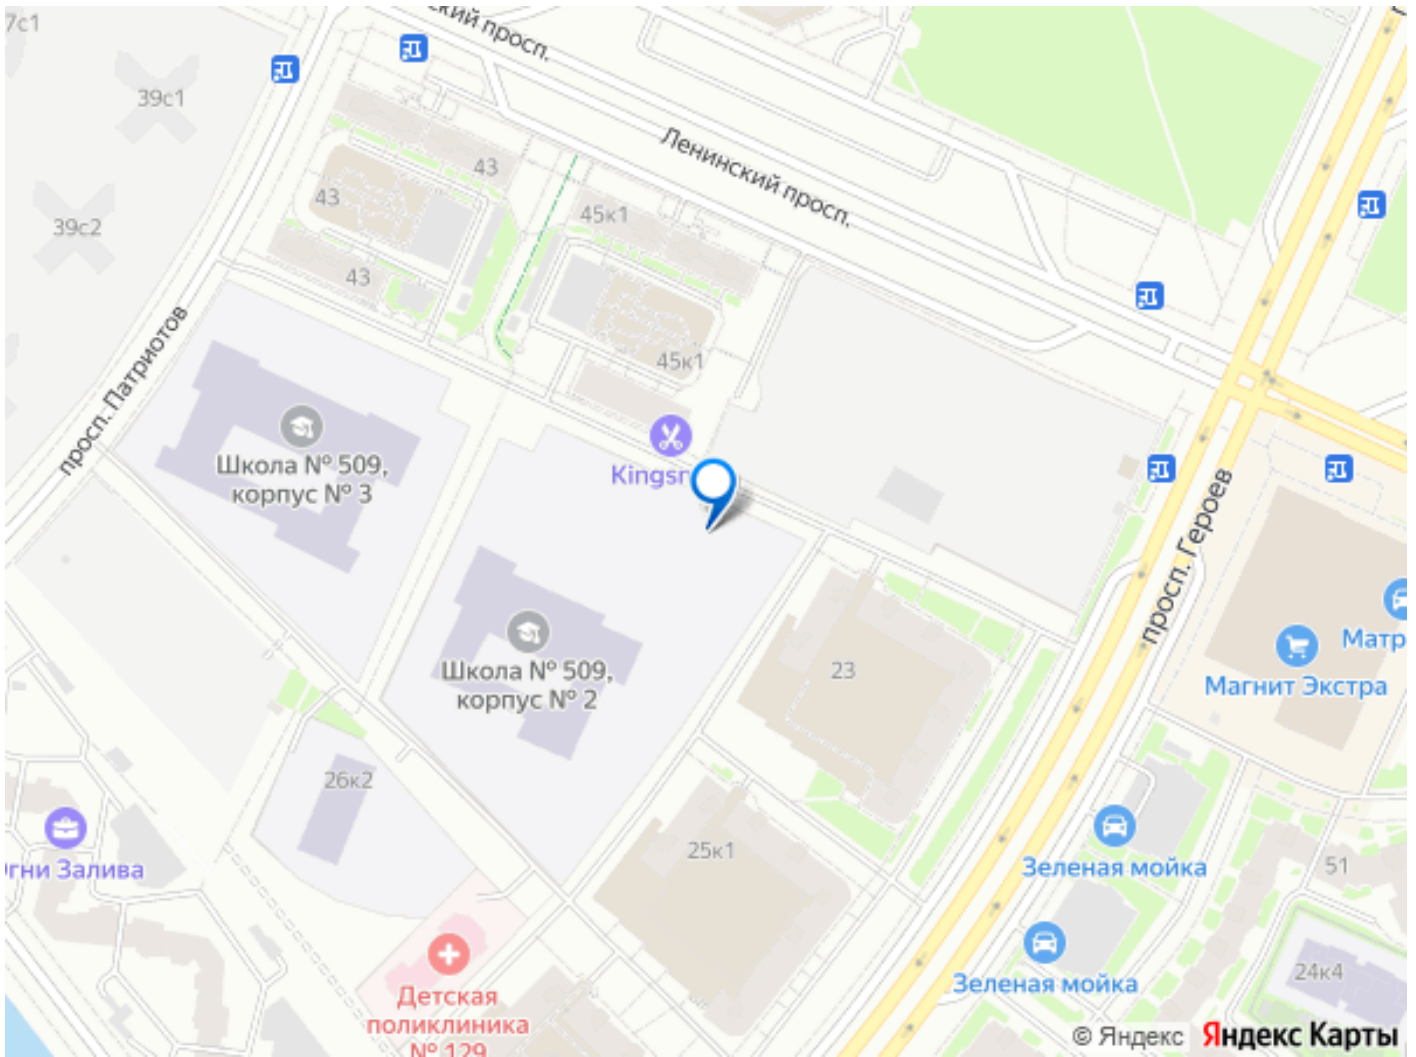 7с1
ский просп.
39с1
Ленинский просп.
43
43
45к1
39с2
43
просп. Патриотов
45к1
Школа № 509,
корпус № 3
просп. Героев
Школа № 509,
корпус № 2
23
Матр
Магнит Экстра
26к2
25к1
гни Залива
Зеленая мойка
51
Зеленая мойка
24к4
Детская
поликлиника
№ 129
© Яндекс
Яндекс Карты